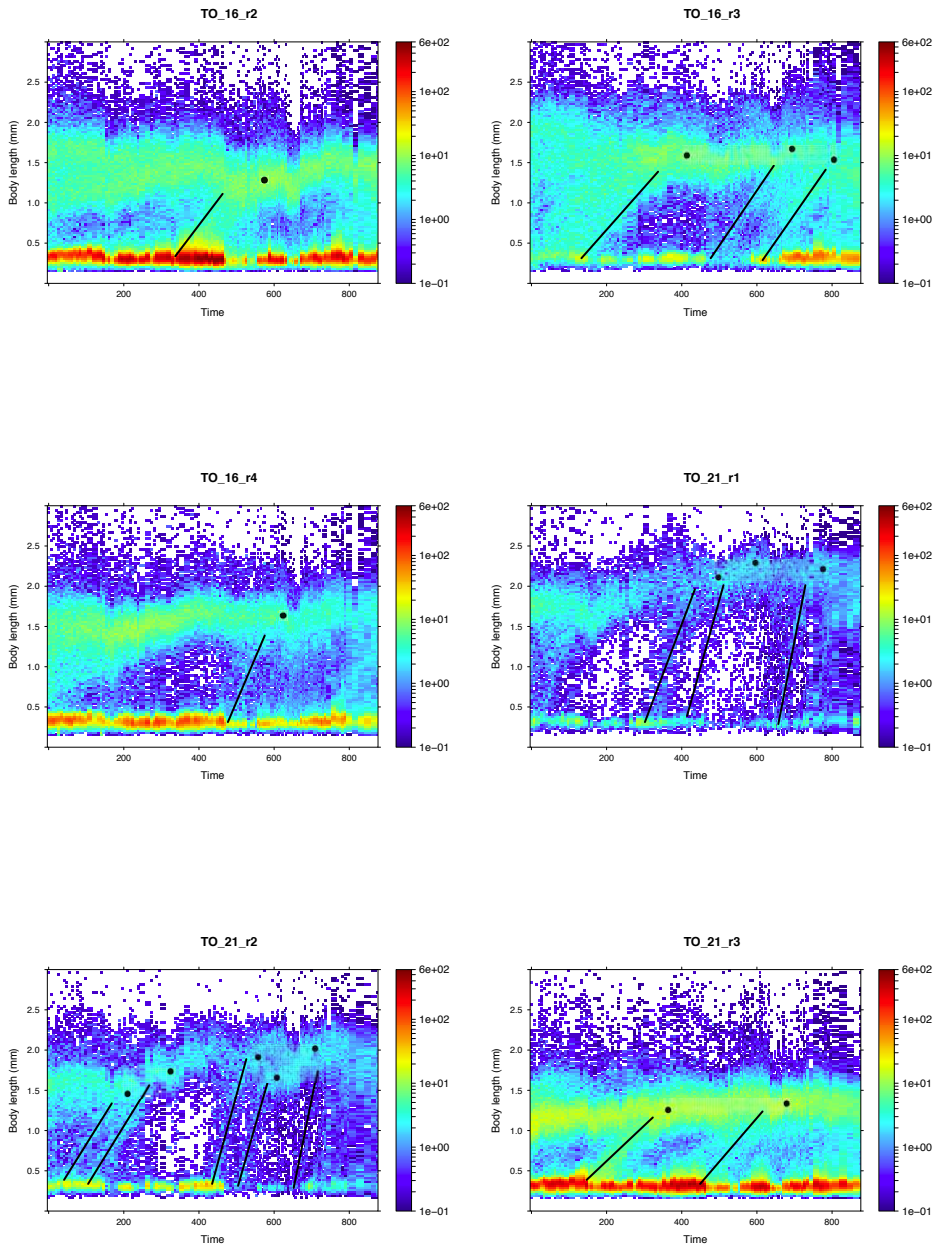 TO_16_r2
Body length (mm)
2.5
2.0
1.5
1.0
0.5
200
400
600
800
Time
6e+02
1e+02
1e+01
1e+00
1e−01
TO_16_r3
Body length (mm)
2.5
2.0
1.5
1.0
0.5
200
400
600
800
Time
6e+02
1e+02
1e+01
1e+00
1e−01
TO_16_r4
Body length (mm)
2.5
2.0
1.5
1.0
0.5
200
400
600
800
Time
6e+02
1e+02
1e+01
1e+00
1e−01
TO_21_r1
Body length (mm)
2.5
2.0
1.5
1.0
0.5
200
400
600
800
Time
6e+02
1e+02
1e+01
1e+00
1e−01
TO_21_r2
Body length (mm)
2.5
2.0
1.5
1.0
0.5
200
400
600
800
Time
6e+02
1e+02
1e+01
1e+00
1e−01
TO_21_r3
Body length (mm)
2.5
2.0
1.5
1.0
0.5
200
400
600
800
Time
6e+02
1e+02
1e+01
1e+00
1e−01